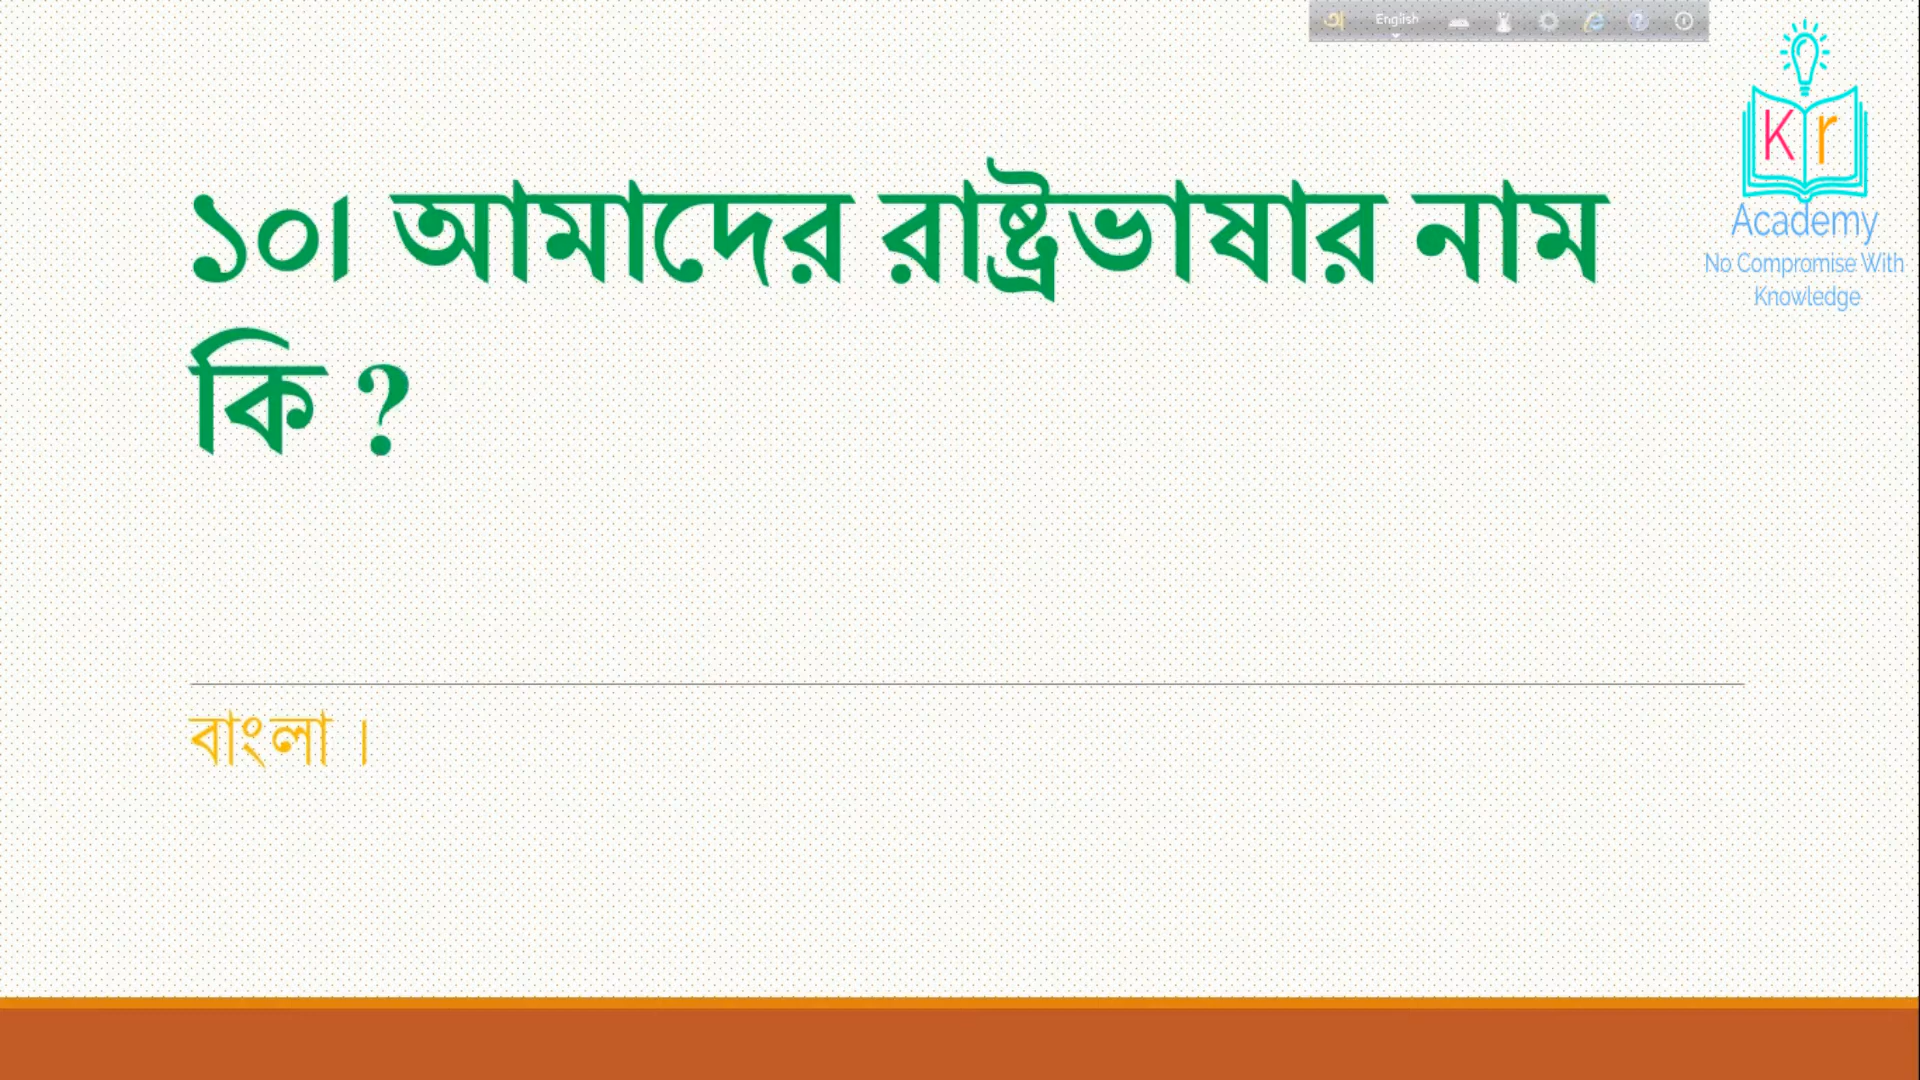 English
K r
Academy
No Compromise With
Knowledge
১০। আমাদের রাষ্ট্রভাষার নাম
কি ?
বাংলা ।